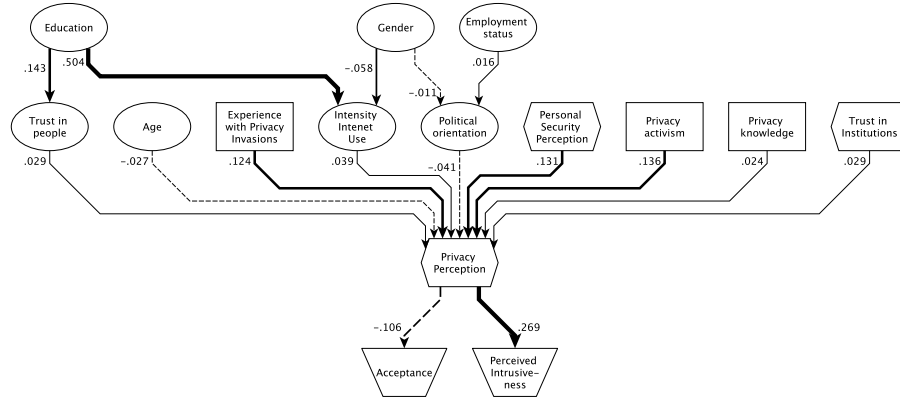 Education
Gender
Employment
status
.143
.504
-.058
-.011
.016
Trust in
people
Age
Experience
with Privacy
Invasions
Intensity
Intenet
Use
Political
orientation
Personal
Security
Perception
Privacy
activism
Privacy
knowledge
Trust in
Institutions
.029
-.027
.124
.039
-.041
.131
.136
.024
.029
Privacy
Perception
-.106
.269
Acceptance
Perceived
Intrusive-
ness